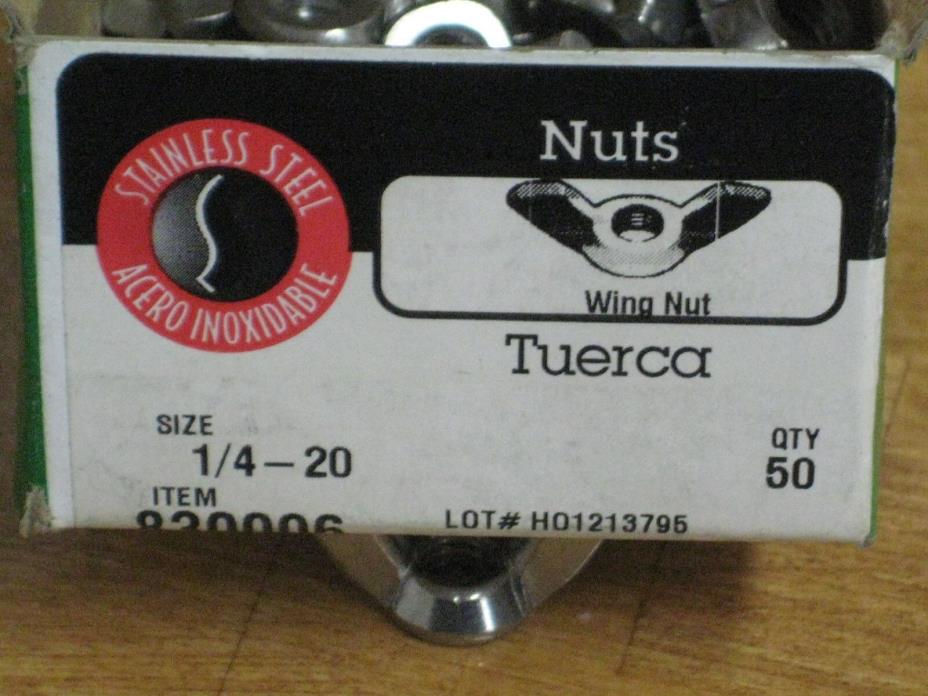 STAINLESS STEEL
ACERO INOXIDABLE
Nuts
Wing Nut
Tuerca
SIZE
1/4-20
QTY
50
ITEM
LOT# H01213795